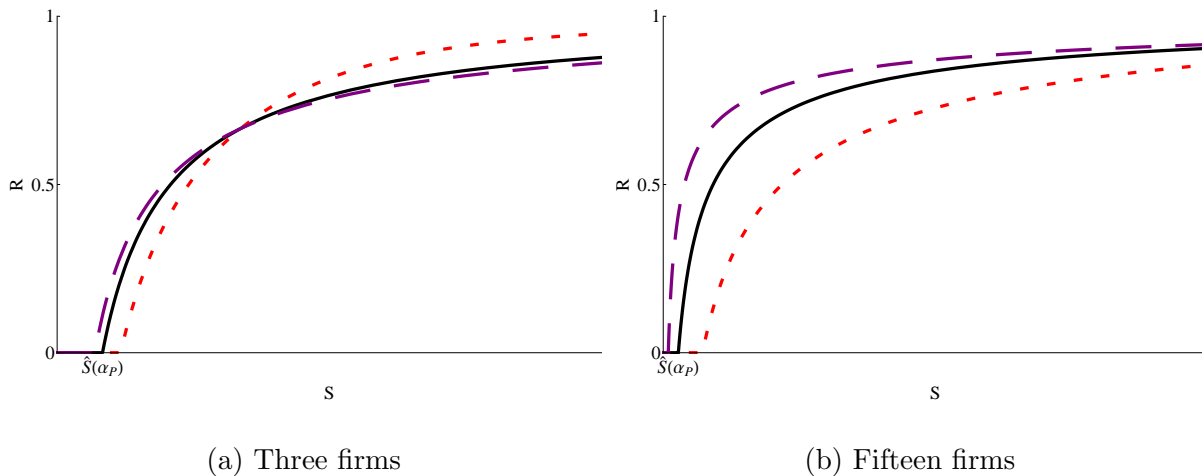 1
0.5
R
0
Ŝ(α_P)
S
(a) Three firms
1
0.5
R
0
Ŝ(α_P)
S
(b) Fifteen firms